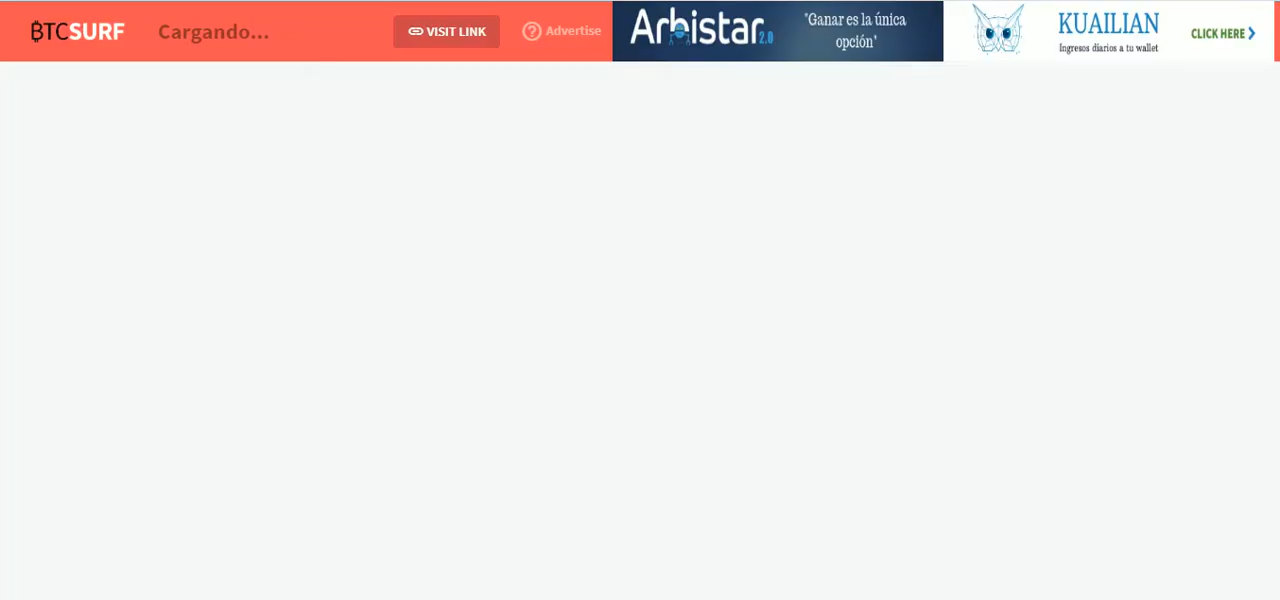 ₿TCSURF
Cargando...
VISIT LINK
Advertise
Arbistar 2.0
"Ganar es la única
opción"
KUAILIAN
Ingresos diarios a tu wallet
CLICK HERE